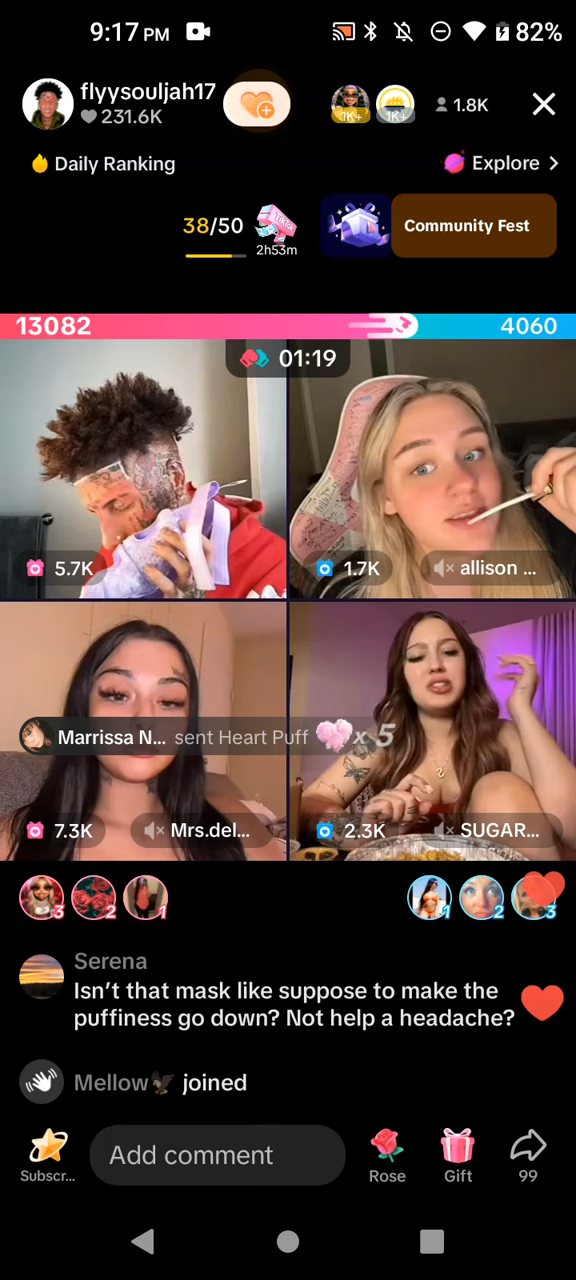 9:17 PM
82%
flyysouljah17
231.6K
1K+
1K+
1.8K
Daily Ranking
Explore
38/50
TikTok
2h53m
Community Fest
13082
4060
01:19
5.7K
1.7K
allison ...
Marrissa N... sent Heart Puff x 5
7.3K
Mrs.del...
2.3K
SUGAR...
3
2
1
1
2
3
Serena
Isn't that mask like suppose to make the
puffiness go down? Not help a headache?
Mellow joined
Subscr...
Add comment
Rose
Gift
99